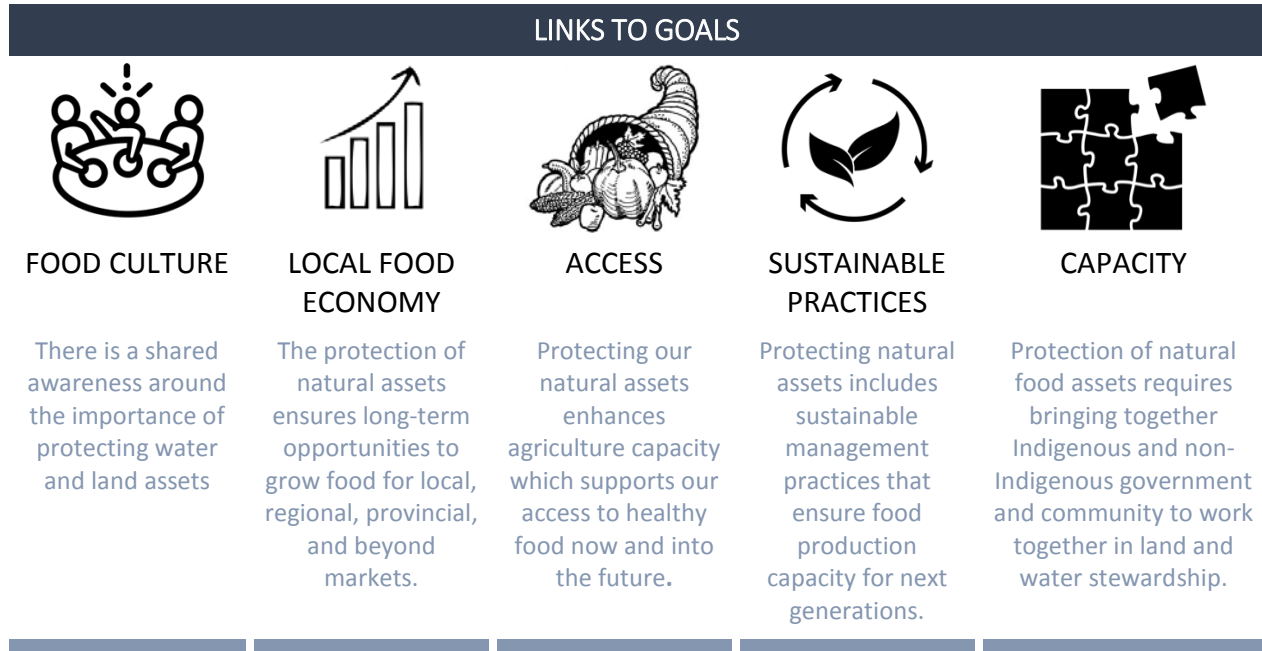 LINKS TO GOALS
FOOD CULTURE
There is a shared
awareness around
the importance of
protecting water
and land assets
LOCAL FOOD
ECONOMY
The protection of
natural assets
ensures long-term
opportunities to
grow food for local,
regional, provincial,
and beyond
markets.
ACCESS
Protecting our
natural assets
enhances
agriculture capacity
which supports our
access to healthy
food now and into
the future.
SUSTAINABLE
PRACTICES
Protecting natural
assets includes
sustainable
management
practices that
ensure food
production
capacity for next
generations.
CAPACITY
Protection of natural
food assets requires
bringing together
Indigenous and non-
Indigenous government
and community to work
together in land and
water stewardship.